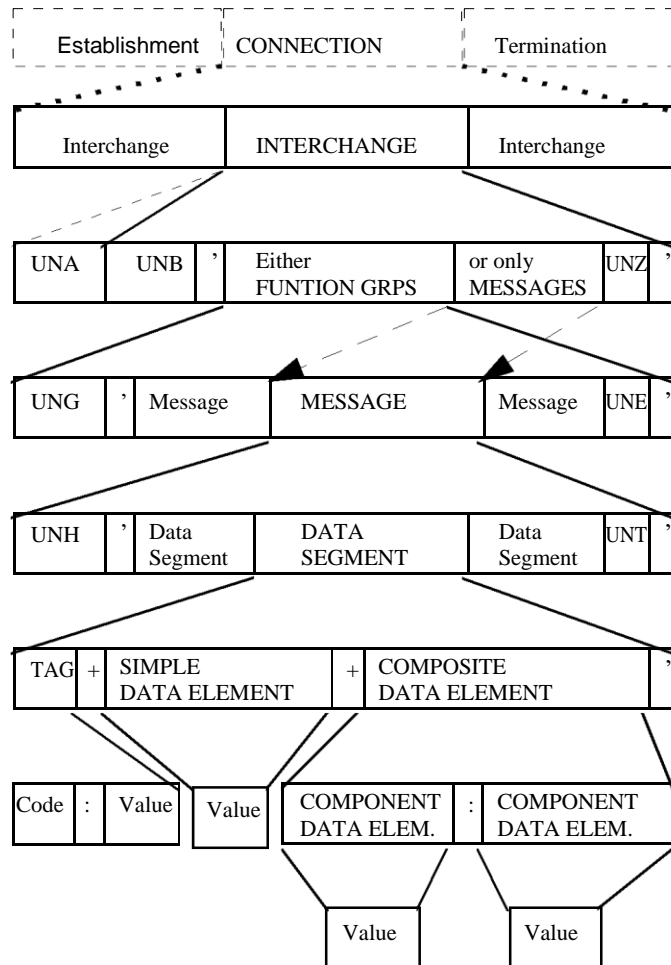 Establishment CONNECTION Termination
Interchange INTERCHANGE Interchange
UNA UNB ’ Either or only UNZ ’
FUNTION GRPS MESSAGES
UNG ’ Message MESSAGE Message UNE ’
UNH ’ Data DATA Data UNT ’
Segment SEGMENT Segment
TAG + SIMPLE + COMPOSITE ’
DATA ELEMENT DATA ELEMENT
Code : Value Value COMPONENT : COMPONENT
DATA ELEM. DATA ELEM.
Value Value